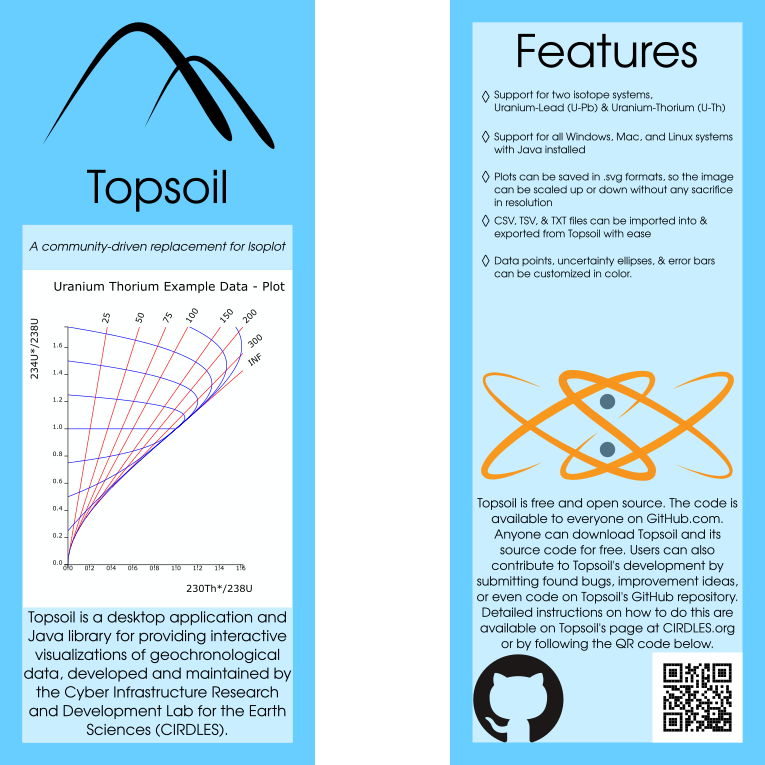 Topsoil
A community-driven replacement for Isoplot
Uranium Thorium Example Data - Plot
25
50
75
100
150
200
300
INF
234U*/238U
1.6
1.4
1.2
1.0
0.8
0.6
0.4
0.2
0.0
0.0
0.2
0.4
0.6
0.8
1.0
1.2
1.4
1.6
230Th*/238U
Topsoil is a desktop application and
Java library for providing interactive
visualizations of geochronological
data, developed and maintained by
the Cyber Infrastructure Research
and Development Lab for the Earth
Sciences (CIRDLES).
Features
◊ Support for two isotope systems,
Uranium-Lead (U-Pb) & Uranium-Thorium (U-Th)
◊ Support for all Windows, Mac, and Linux systems
with Java installed
◊ Plots can be saved in .svg formats, so the image
can be scaled up or down without any sacrifice
in resolution
◊ CSV, TSV, & TXT files can be imported into &
exported from Topsoil with ease
◊ Data points, uncertainty ellipses, & error bars
can be customized in color.
Topsoil is free and open source. The code is
available to everyone on GitHub.com.
Anyone can download Topsoil and its
source code for free. Users can also
contribute to Topsoil's development by
submitting found bugs, improvement ideas,
or even code on Topsoil's GitHub repository.
Detailed instructions on how to do this are
available on Topsoil's page at CIRDLES.org
or by following the QR code below.